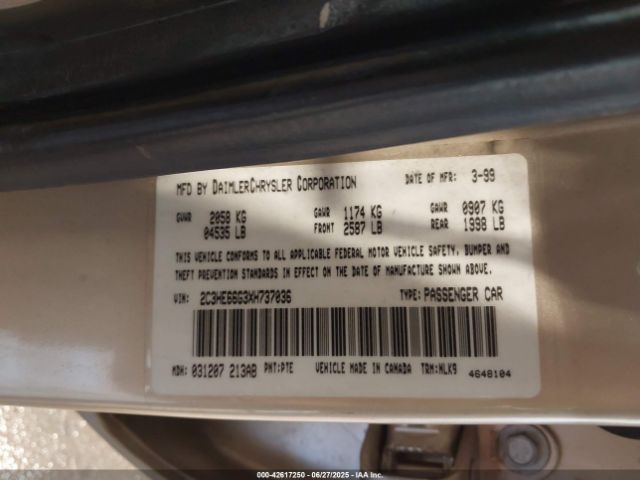 MFD BY DAIMLERCHRYSLER CORPORATION DATE OF MFR: 3-99
GVWR 2058 KG 04535 LB GAWR FRONT 1174 KG 2587 LB GAWR REAR 0907 KG 1998 LB
THIS VEHICLE CONFORMS TO ALL APPLICABLE FEDERAL MOTOR VEHICLE SAFETY, BUMPER AND
THEFT PREVENTION STANDARDS IN EFFECT ON THE DATE OF MANUFACTURE SHOWN ABOVE.
VIN: 2C3HE66G3XH737036 TYPE: PASSENGER CAR
MDH: 031207 213AB PNT: PTE VEHICLE MADE IN CANADA TRM: NLK9 4648104
000-42617250 - 06/27/2025 - IAA Inc.